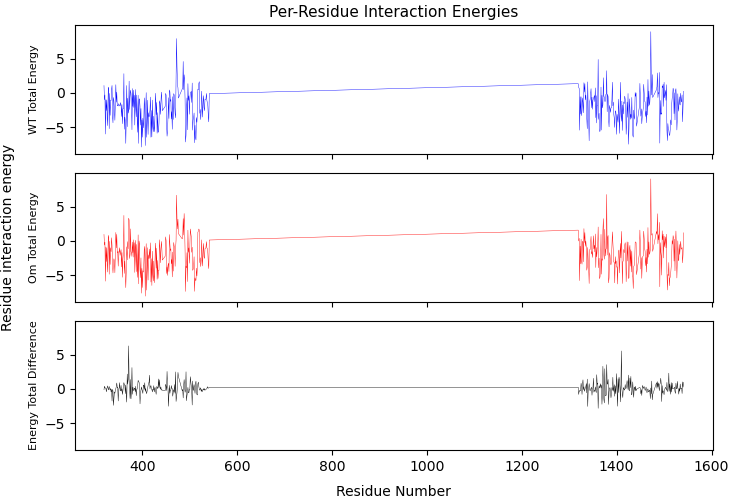 Per-Residue Interaction Energies
Residue interaction energy
WT Total Energy
5
0
−5
Om Total Energy
5
0
−5
Energy Total Difference
5
0
−5
400 600 800 1000 1200 1400 1600
Residue Number